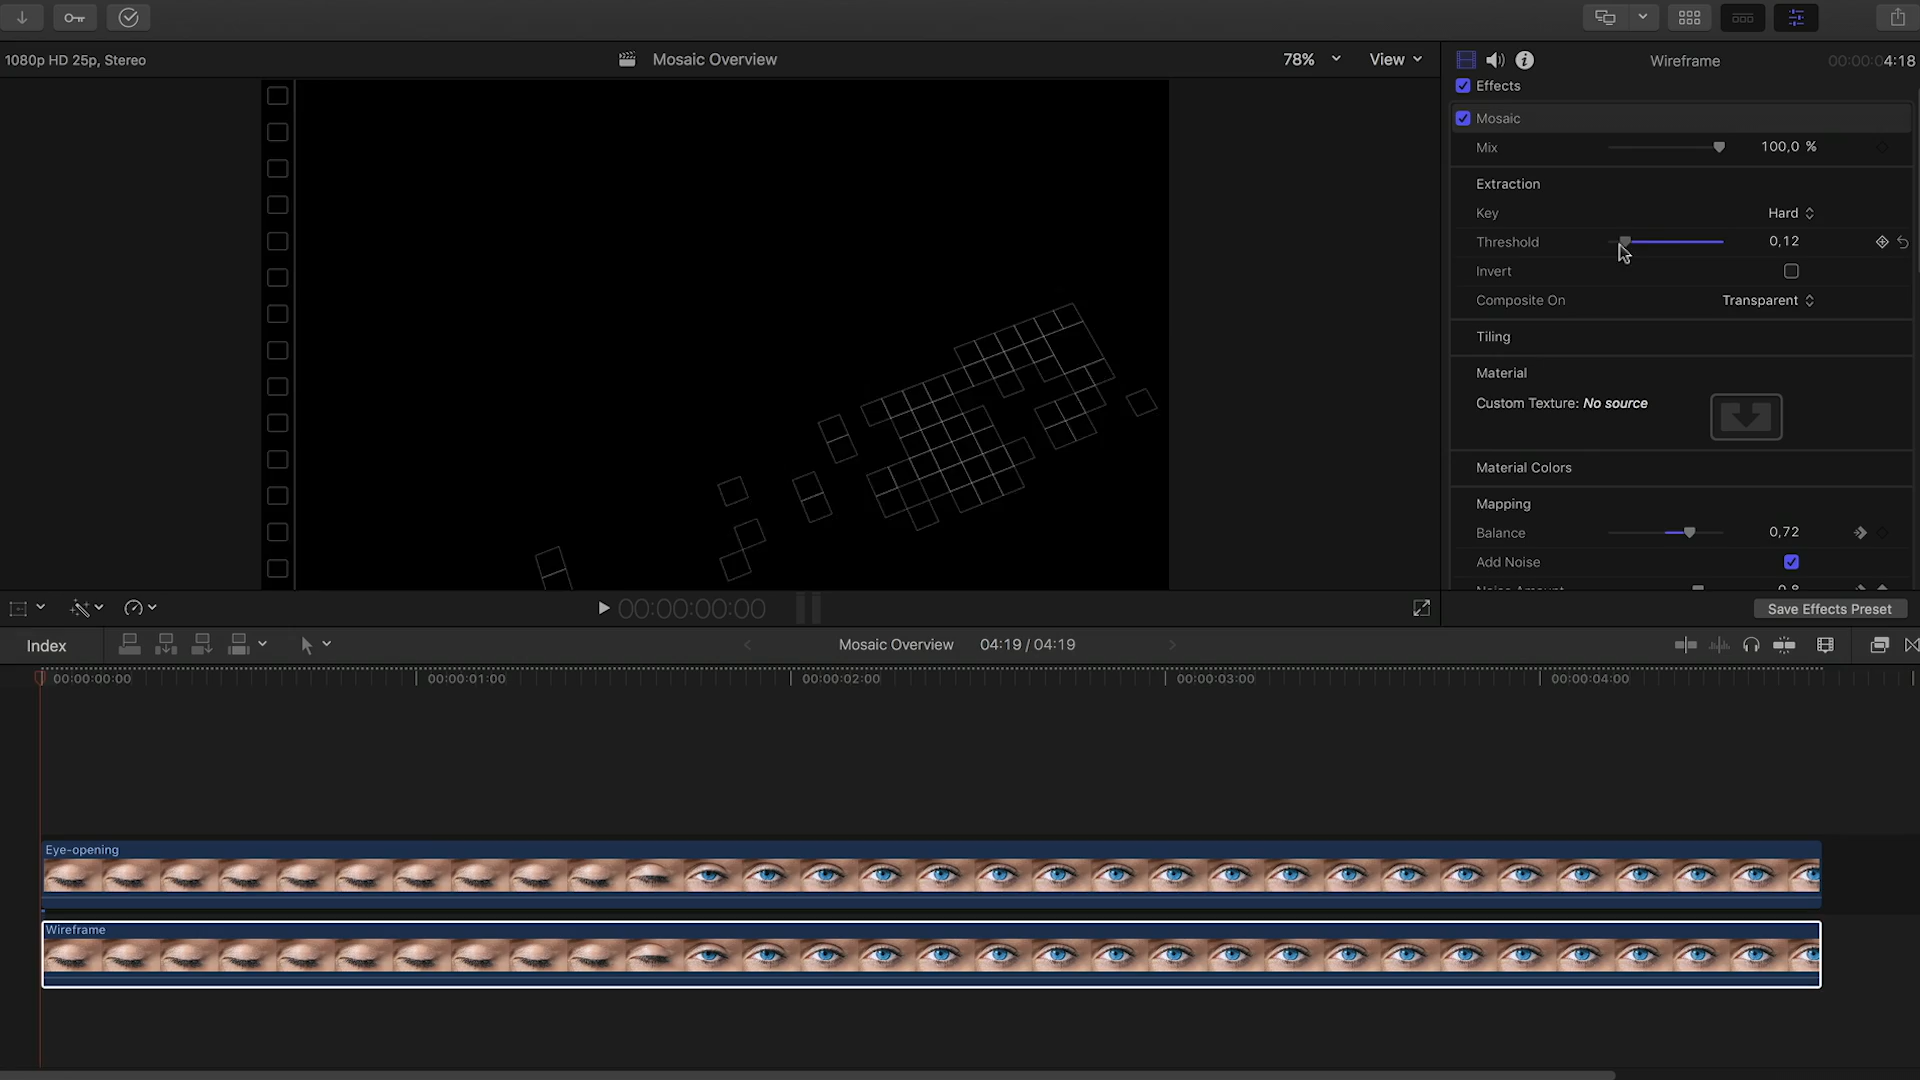 1080p HD 25p, Stereo
Mosaic Overview
78%
View
Wireframe
00:00:04:18
Effects
Mosaic
Mix
100,0 %
Extraction
Key
Hard
Threshold
0,12
Invert
Composite On
Transparent
Tiling
Material
Custom Texture: No source
Material Colors
Mapping
Balance
0,72
Add Noise
Noise Amount
0,8
00:00:00:00
Save Effects Preset
Index
Mosaic Overview
04:19 / 04:19
00:00:00:00
00:00:01:00
00:00:02:00
00:00:03:00
00:00:04:00
Eye-opening
Wireframe